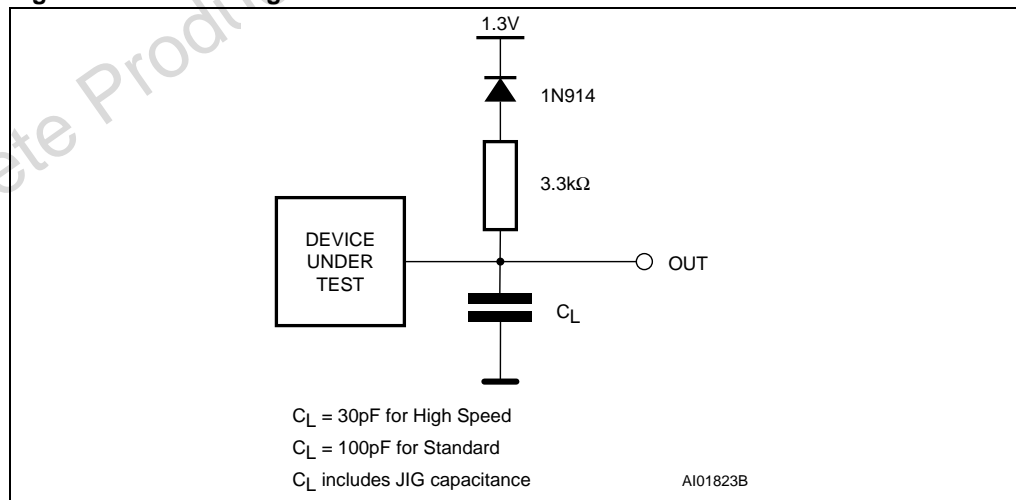 1.3V
1N914
3.3kΩ
DEVICE
UNDER
TEST
OUT
CL
CL = 30pF for High Speed
CL = 100pF for Standard
CL includes JIG capacitance
AI01823B